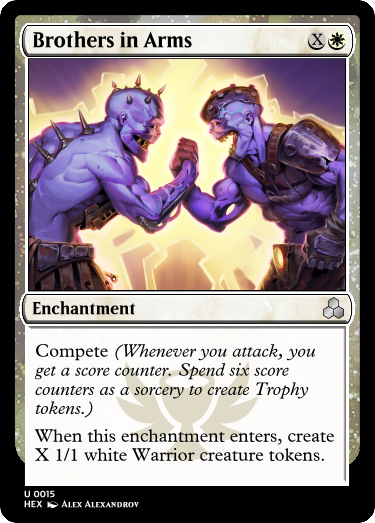 Brothers in Arms X
Enchantment
Compete (Whenever you attack, you
get a score counter. Spend six score
counters as a sorcery to create Trophy
tokens.)
When this enchantment enters, create
X 1/1 white Warrior creature tokens.
U 0015
HEX Alex Alexandrov